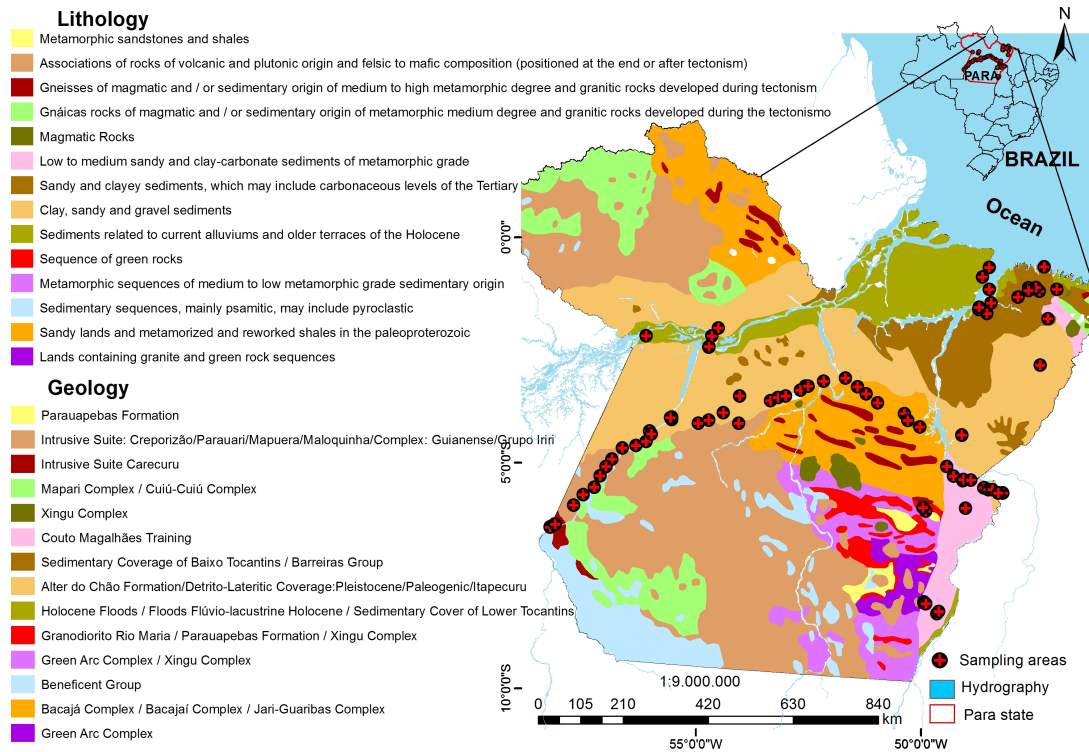 Lithology
Metamorphic sandstones and shales
Associations of rocks of volcanic and plutonic origin and felsic to mafic composition (positioned at the end or after tectonism)
Gneisses of magmatic and / or sedimentary origin of medium to high metamorphic degree and granitic rocks developed during tectonism
Gnáicas rocks of magmatic and / or sedimentary origin of metamorphic medium degree and granitic rocks developed during the tectonismo
Magmatic Rocks
Low to medium sandy and clay-carbonate sediments of metamorphic grade
Sandy and clayey sediments, which may include carbonaceous levels of the Tertiary
Clay, sandy and gravel sediments
Sediments related to current alluviums and older terraces of the Holocene
Sequence of green rocks
Metamorphic sequences of medium to low metamorphic grade sedimentary origin
Sedimentary sequences, mainly psamitic, may include pyroclastic
Sandy lands and metamorized and reworked shales in the paleoproterozoic
Lands containing granite and green rock sequences
Geology
Parauapebas Formation
Intrusive Suite: Creporizão/Parauari/Mapuera/Maloquinha/Complex: Guianense/Grupo Iriri
Intrusive Suite Carecuru
Mapari Complex / Cuiú-Cuiú Complex
Xingu Complex
Couto Magalhães Training
Sedimentary Coverage of Baixo Tocantins / Barreiras Group
Alter do Chão Formation/Detrito-Lateritic Coverage:Pleistocene/Paleogenic/Itapecuru
Holocene Floods / Floods Flúvio-lacustrine Holocene / Sedimentary Cover of Lower Tocantins
Granodiorito Rio Maria / Parauapebas Formation / Xingu Complex
Green Arc Complex / Xingu Complex
Beneficent Group
Bacajá Complex / Bacajaí Complex / Jari-Guaribas Complex
Green Arc Complex
N
PARA
BRAZIL
Ocean
0°0'0"
5°0'0"S
10°0'0"S
Sampling areas
Hydrography
Para state
1:9.000.000
0 105 210 420 630 840
km
55°0'0"W 50°0'0"W